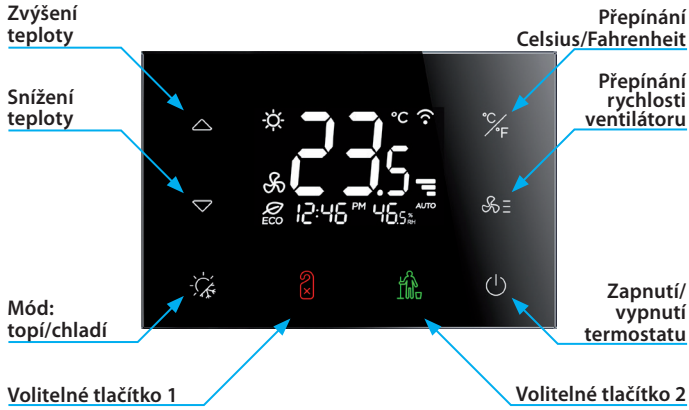 Zvýšení
teploty
Přepínání
Celsius/Fahrenheit
Snížení
teploty
Přepínání
rychlosti
ventilátoru
°C
°C/°F
23.5
AUTO
ECO
12:46 PM
46.5 % RH
Mód:
topí/chladí
Zapnutí/
vypnutí
termostatu
Volitelné tlačítko 1
Volitelné tlačítko 2